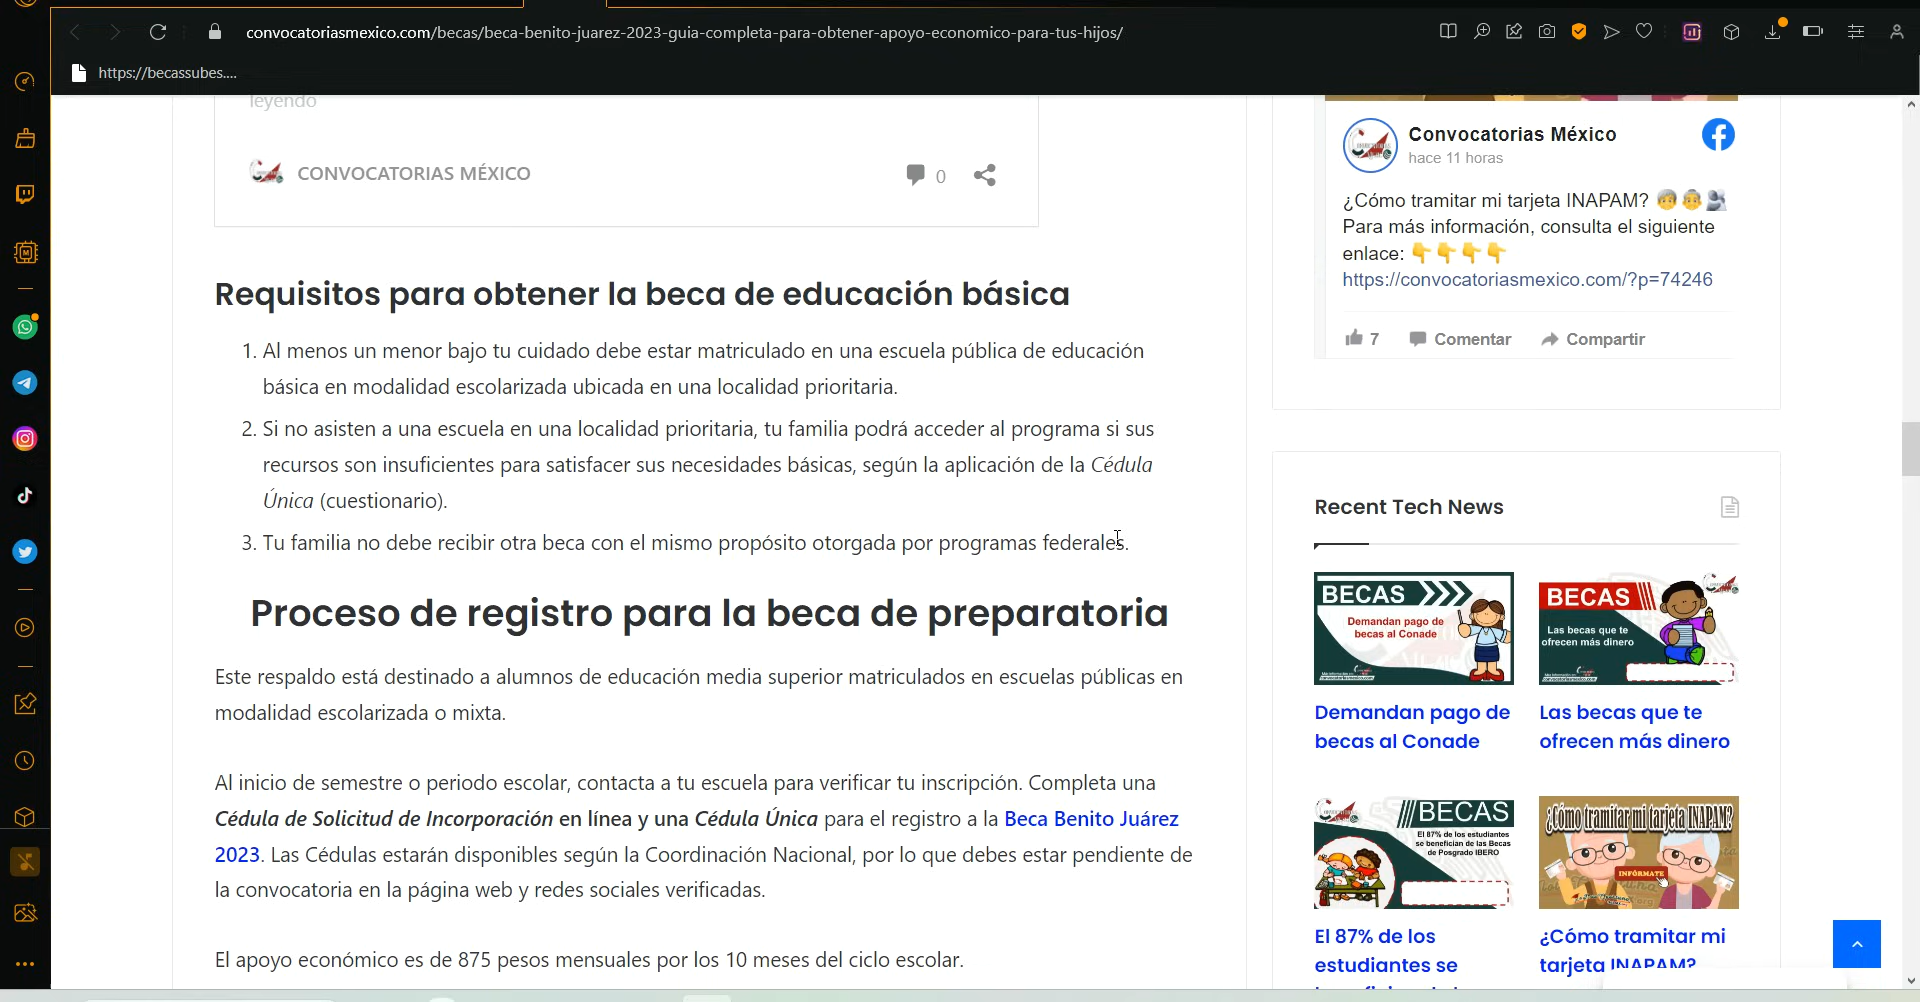 convocatoriasmexico.com/becas/beca-benito-juarez-2023-guia-completa-para-obtener-apoyo-economico-para-tus-hijos/
https://becassubes....
leyendo
CONVOCATORIAS MÉXICO
0
Requisitos para obtener la beca de educación básica
1. Al menos un menor bajo tu cuidado debe estar matriculado en una escuela pública de educación
básica en modalidad escolarizada ubicada en una localidad prioritaria.
2. Si no asisten a una escuela en una localidad prioritaria, tu familia podrá acceder al programa si sus
recursos son insuficientes para satisfacer sus necesidades básicas, según la aplicación de la Cédula
Única (cuestionario).
3. Tu familia no debe recibir otra beca con el mismo propósito otorgada por programas federales.
Proceso de registro para la beca de preparatoria
Este respaldo está destinado a alumnos de educación media superior matriculados en escuelas públicas en
modalidad escolarizada o mixta.
Al inicio de semestre o periodo escolar, contacta a tu escuela para verificar tu inscripción. Completa una
Cédula de Solicitud de Incorporación en línea y una Cédula Única para el registro a la Beca Benito Juárez
2023. Las Cédulas estarán disponibles según la Coordinación Nacional, por lo que debes estar pendiente de
la convocatoria en la página web y redes sociales verificadas.
El apoyo económico es de 875 pesos mensuales por los 10 meses del ciclo escolar.
Convocatorias México
hace 11 horas
¿Cómo tramitar mi tarjeta INAPAM? 🧓👵🫂
Para más información, consulta el siguiente
enlace: 👇👇👇👇
https://convocatoriasmexico.com/?p=74246
7 Comentar Compartir
Recent Tech News
BECAS
Demandan pago de
becas al Conade
Demandan pago de
becas al Conade
BECAS
Las becas que te
ofrecen más dinero
Las becas que te
ofrecen más dinero
BECAS
El 87% de los estudiantes
se benefician de las Becas
de Posgrado IBERO
El 87% de los
estudiantes se
¿Cómo tramitar mi tarjeta INAPAM?
INFÓRMATE
¿Cómo tramitar mi
tarjeta INAPAM?